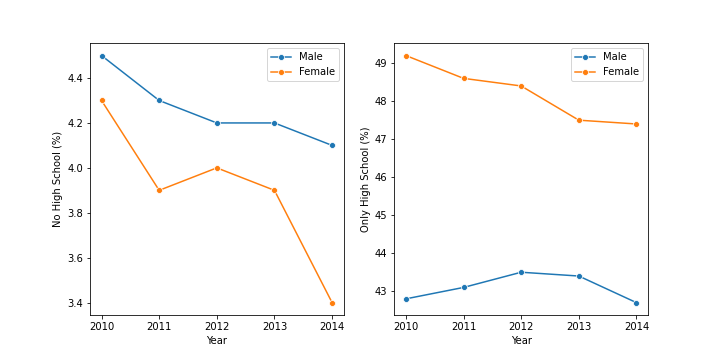 Male
Female
4.4
4.2
4.0
3.8
3.6
3.4
No High School (%)
2010 2011 2012 2013 2014
Year
Male
Female
49
48
47
46
45
44
43
Only High School (%)
2010 2011 2012 2013 2014
Year